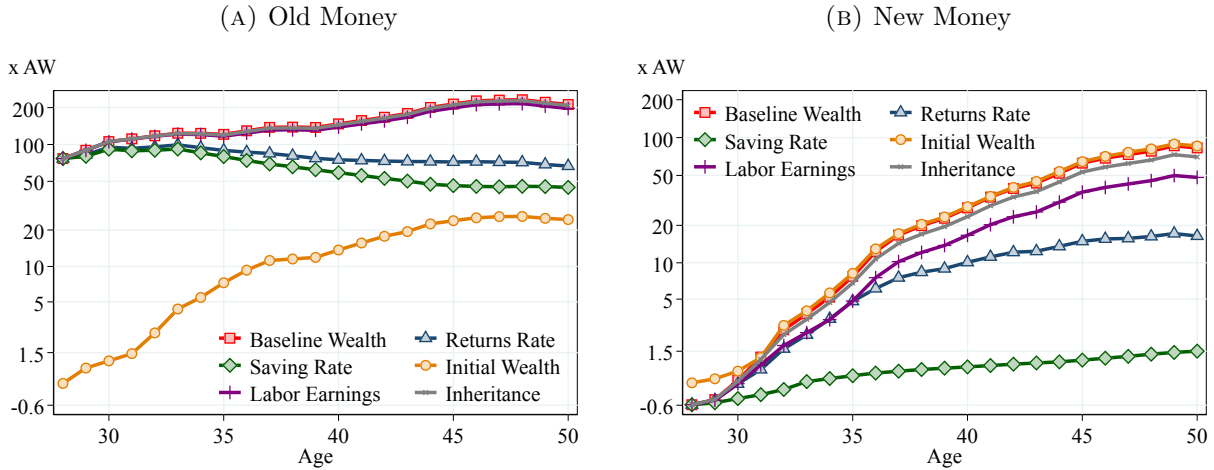 (A) Old Money
x AW
200
100
50
20
10
5
1.5
-0.6
Baseline Wealth
Returns Rate
Saving Rate
Initial Wealth
Labor Earnings
Inheritance
30 35 40 45 50
Age
(B) New Money
x AW
200
100
50
20
10
5
1.5
-0.6
Baseline Wealth
Returns Rate
Saving Rate
Initial Wealth
Labor Earnings
Inheritance
30 35 40 45 50
Age